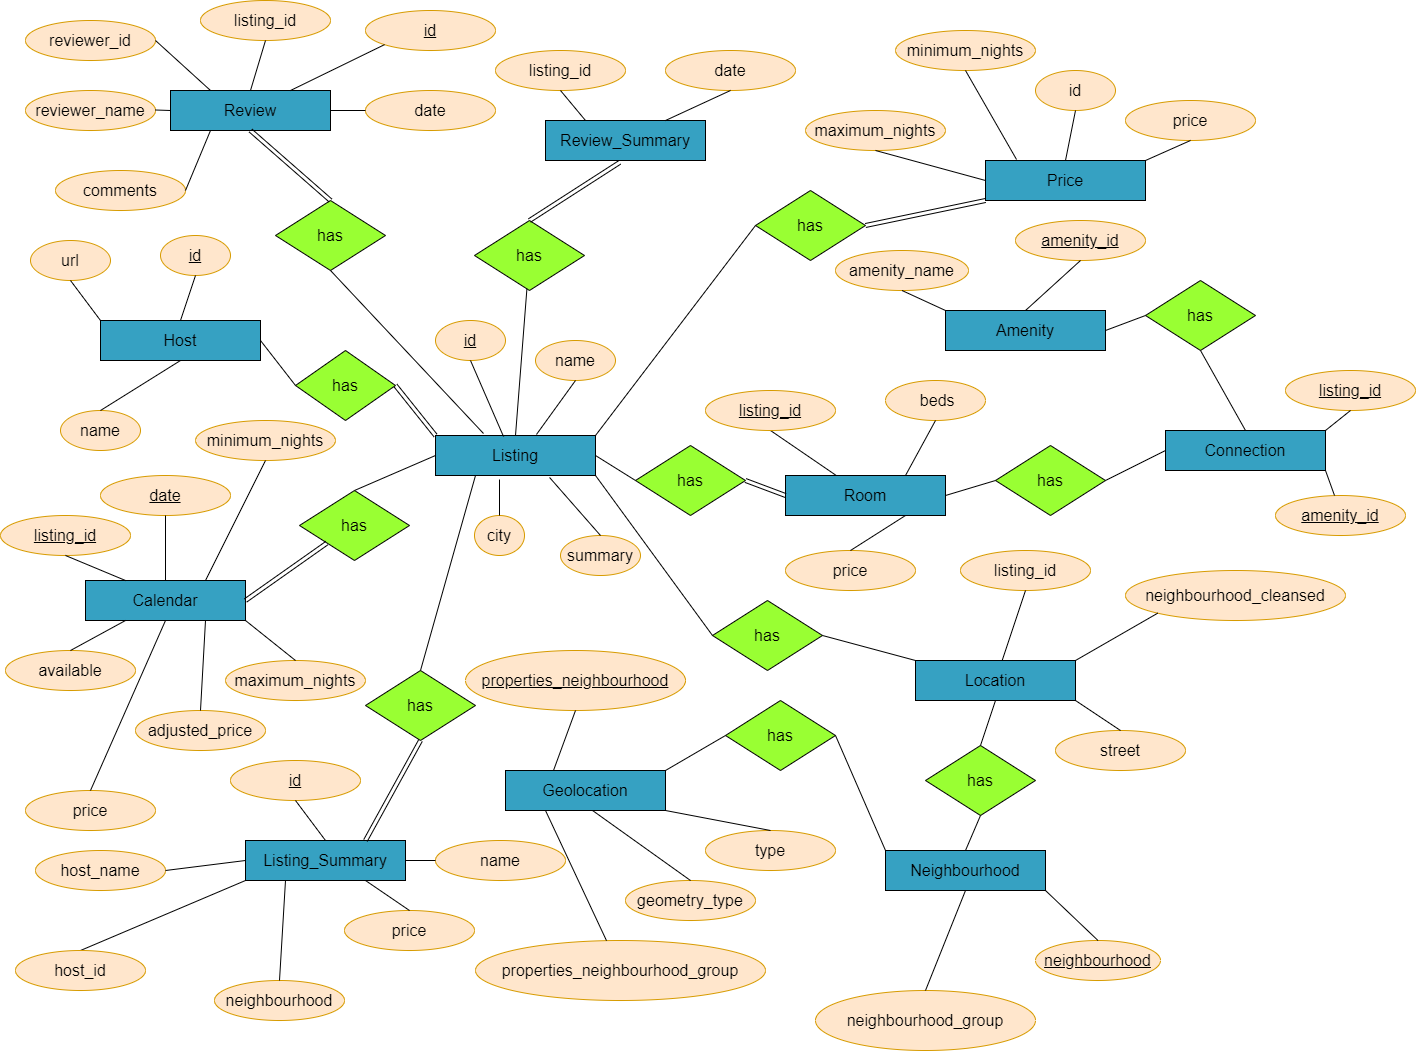 listing_id
id
reviewer_id
reviewer_name
Review
date
comments
has
listing_id
date
Review_Summary
has
minimum_nights
id
price
maximum_nights
Price
has
amenity_id
amenity_name
Amenity
has
url
id
Host
has
name
id
name
Listing
city
summary
listing_id
beds
has
Room
has
price
listing_id
Connection
amenity_id
minimum_nights
date
listing_id
has
Calendar
available
maximum_nights
adjusted_price
price
has
listing_id
neighbourhood_cleansed
has
Location
street
has
properties_neighbourhood
has
Geolocation
type
geometry_type
properties_neighbourhood_group
id
host_name
Listing_Summary
name
price
host_id
neighbourhood
Neighbourhood
neighbourhood
neighbourhood_group